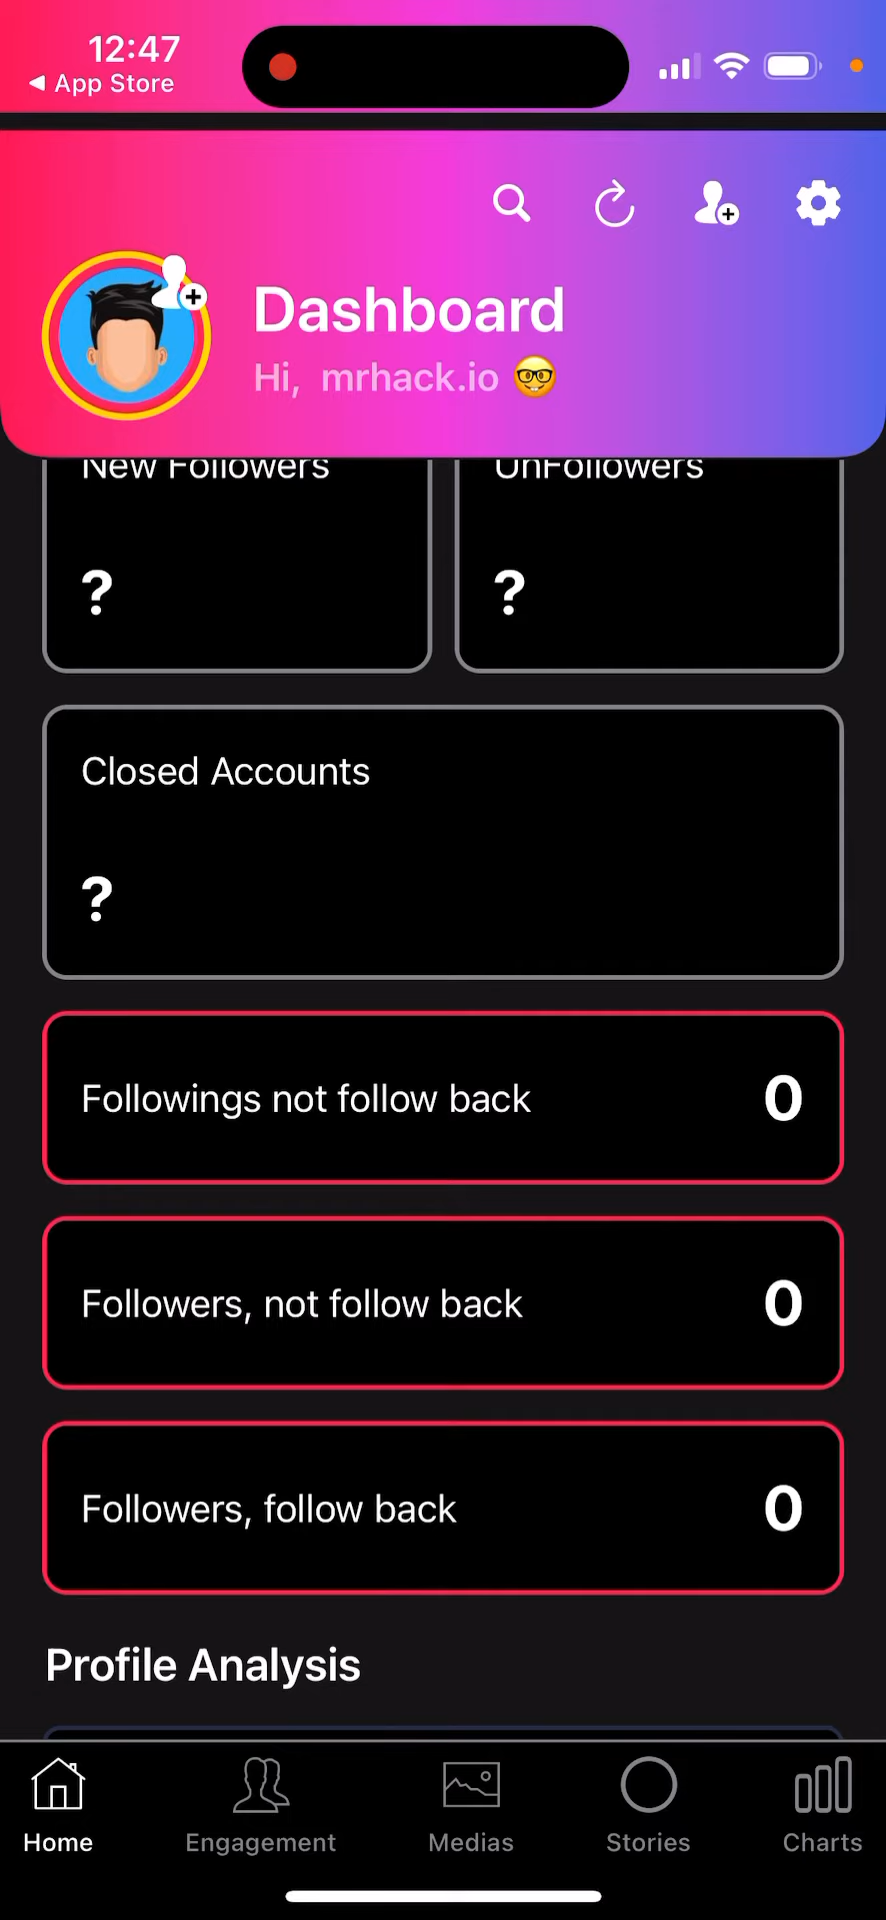 12:47
◀ App Store
Dashboard
Hi, mrhack.io 🤓
New Followers
UnFollowers
?
?
Closed Accounts
?
Followings not follow back
0
Followers, not follow back
0
Followers, follow back
0
Profile Analysis
Home
Engagement
Medias
Stories
Charts